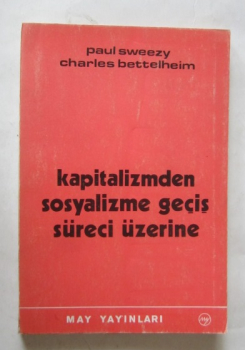 paul sweezy
charles bettelheim
kapitalizmden
sosyalizme geçiş
süreci üzerine
MAY YAYINLARI